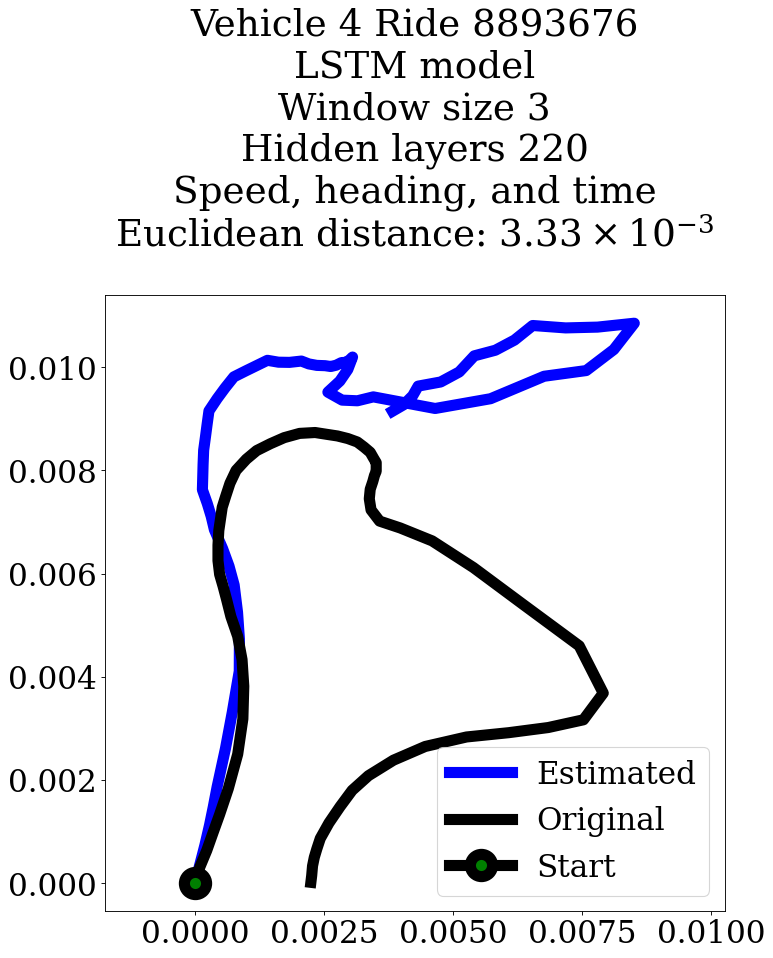 Vehicle 4 Ride 8893676
LSTM model
Window size 3
Hidden layers 220
Speed, heading, and time
Euclidean distance: 3.33 × 10⁻³
0.010
0.008
0.006
0.004
0.002
0.000
Estimated
Original
Start
0.0000 0.0025 0.0050 0.0075 0.0100